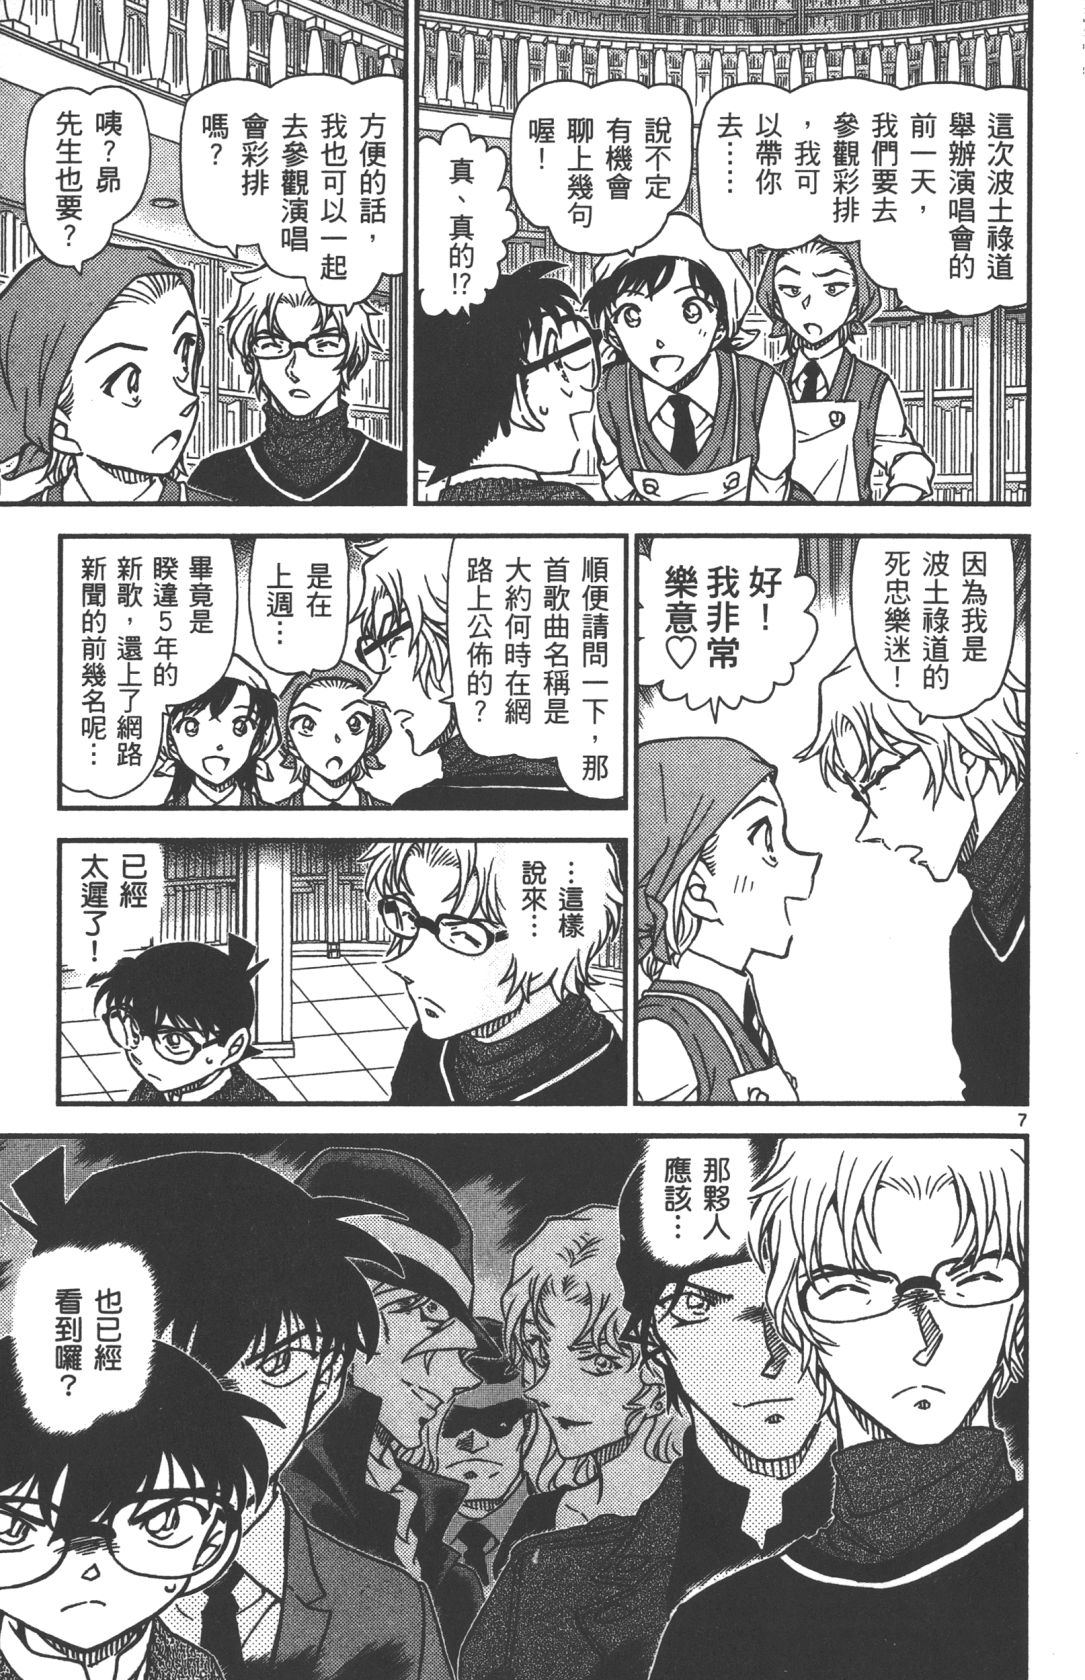 這次波土祿道
舉辦演唱會的
前一天，
我們要去
參觀彩排
，我可
以帶你
去……
說不定
有機會
聊上幾句
喔！
真、真的!?
方便的話，
我也可以一起
去參觀演唱
會彩排
嗎？
咦？昴
先生也要？
因為我是
波土祿道的
死忠樂迷！
好！
我非常
樂意♡
順便請問一下，那
首歌曲名稱是
大約何時在網
路上公佈的？
是在
上週…
畢竟是
睽違5年的
新歌，還上了網路
新聞的前幾名呢…
…這樣
說來…
已經
太遲了！
7
那夥人
應該…
也已經
看到囉？